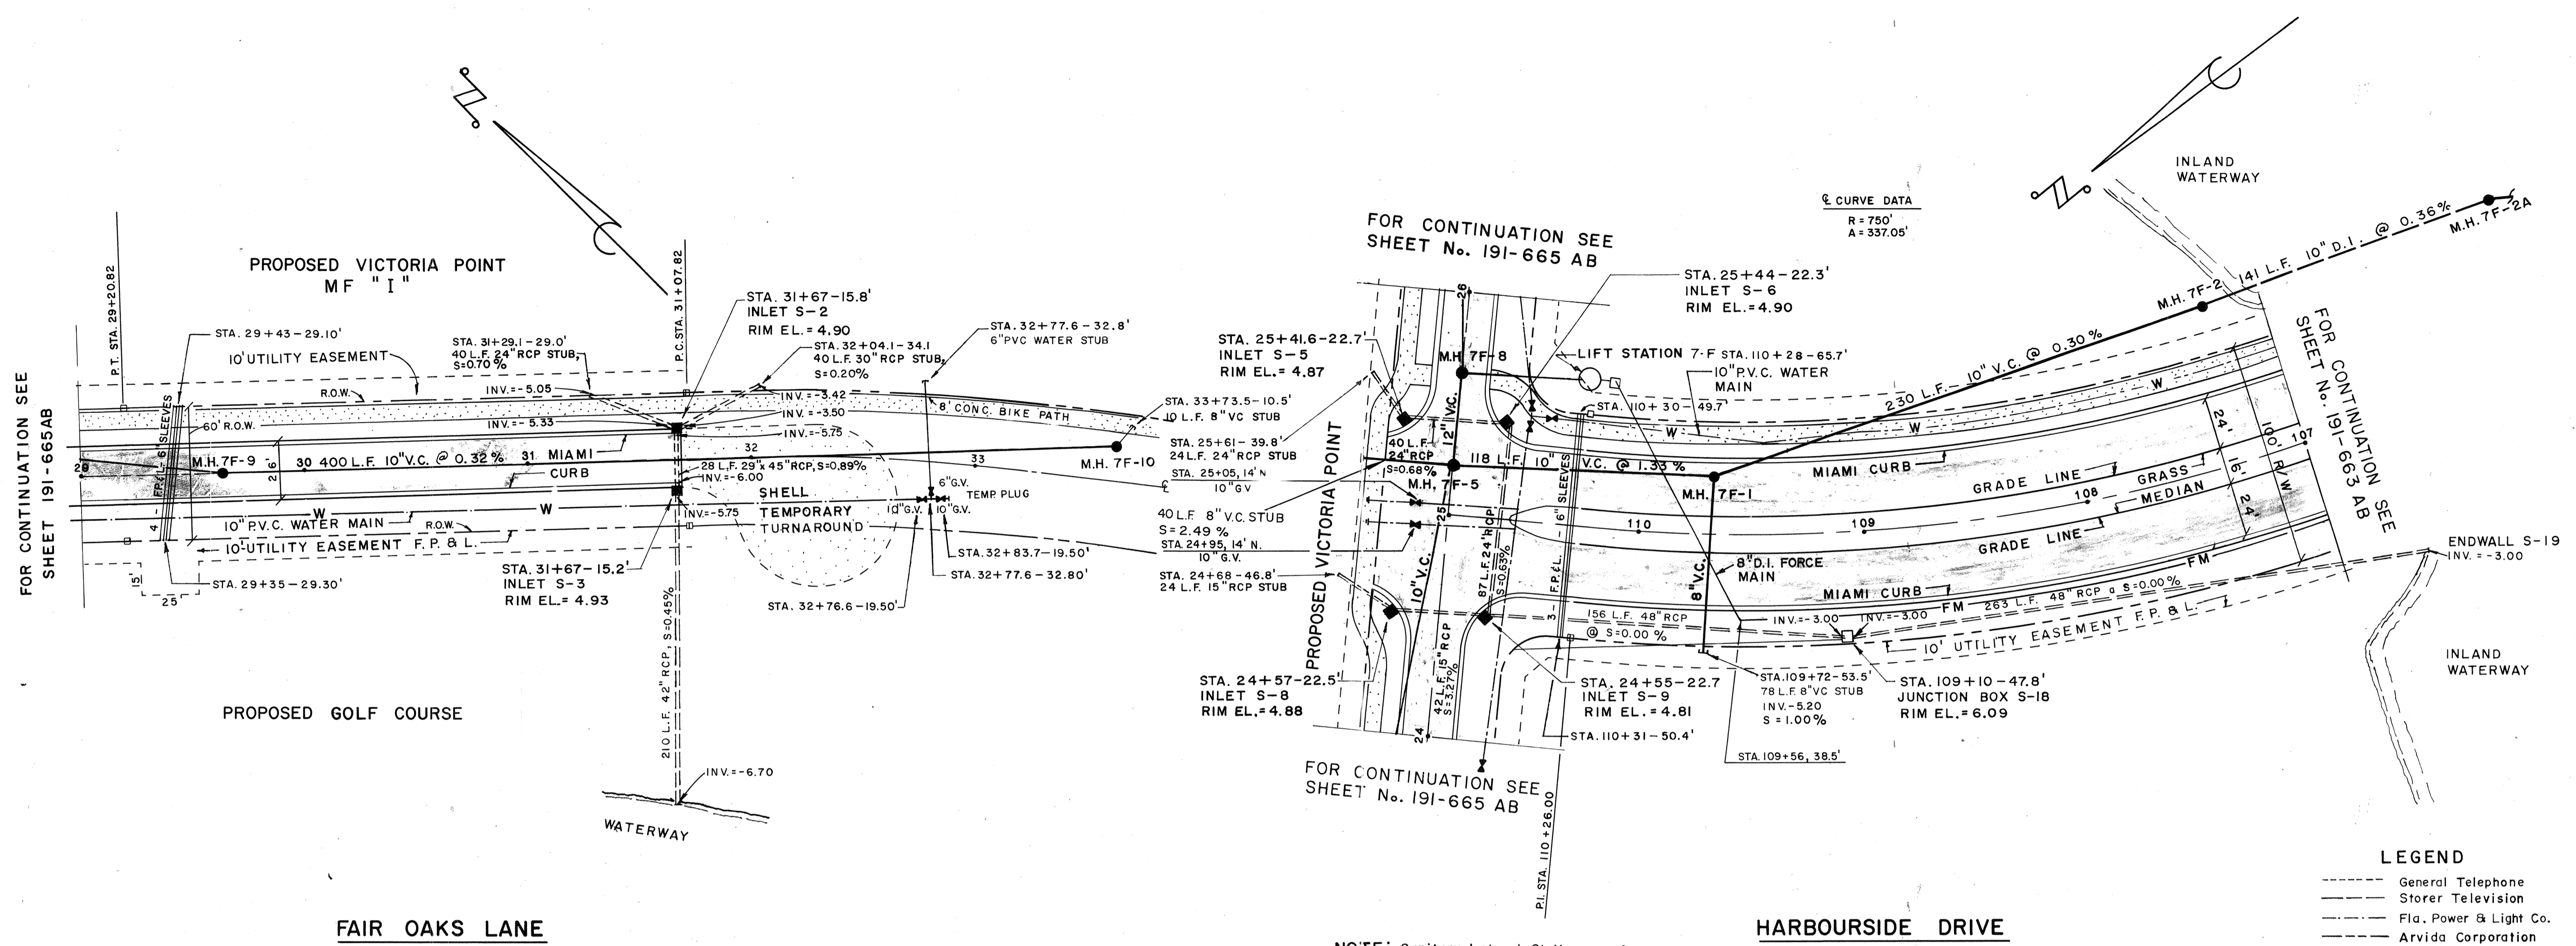 FOR CONTINUATION SEE
SHEET 191-665AB
P.T. STA. 29+20.82
PROPOSED VICTORIA POINT
MF "I"
P.C. STA. 31+07.82
STA. 29+43-29.10'
10' UTILITY EASEMENT
STA. 31+29.1-29.0'
40 L.F. 24" RCP STUB,
S=0.70%
STA. 31+67-15.8'
INLET S-2
RIM EL. = 4.90
STA. 32+04.1-34.1
40 L.F. 30" RCP STUB,
S=0.20%
STA. 32+77.6-32.8'
6" PVC WATER STUB
R.O.W.
INV.=-5.05
INV.=-3.42
INV.=-3.50
INV.=-5.33
INV.=-5.75
8' CONC. BIKE PATH
STA. 33+73.5-10.5'
10 L.F. 8" VC STUB
60' R.O.W.
4 - F.P.&L. 6" SLEEVES
29
M.H. 7F-9
26'
30 400 L.F. 10" V.C. @ 0.32% 31 MIAMI
CURB
32
33
M.H. 7F-10
28 L.F. 29" x 45" RCP, S=0.89%
INV.=-6.00
SHELL
TEMPORARY
TURNAROUND
INV.=-5.75
6" G.V.
TEMP. PLUG
10" G.V.
10" G.V.
W
W
10" P.V.C. WATER MAIN
R.O.W.
10' UTILITY EASEMENT F.P. & L.
15'
25'
STA. 29+35-29.30'
STA. 31+67-15.2'
INLET S-3
RIM EL. = 4.93
STA. 32+83.7-19.50'
STA. 32+77.6-32.80'
STA. 32+76.6-19.50'
210 L.F. 42" RCP, S=0.45%
PROPOSED GOLF COURSE
INV.=-6.70
WATERWAY
FAIR OAKS LANE
FOR CONTINUATION SEE
SHEET No. 191-665 AB
℄ CURVE DATA
R = 750'
A = 337.05'
INLAND
WATERWAY
STA. 25+44-22.3'
INLET S-6
RIM EL. = 4.90
STA. 25+41.6-22.7'
INLET S-5
RIM EL. = 4.87
26
M.H. 7F-8
LIFT STATION 7-F STA. 110+28-65.7'
10" P.V.C. WATER
MAIN
STA. 110+30-49.7'
STA. 25+61-39.8'
24 L.F. 24" RCP STUB
STA. 25+05, 14' N
10" G.V
℄
40 L.F. 8" V.C. STUB
S = 2.49 %
STA. 24+95, 14' N.
10" G.V.
STA. 24+68-46.8'
24 L.F. 15" RCP STUB
PROPOSED VICTORIA POINT
12" V.C.
40 L.F.
24" RCP
S=0.68%
M.H. 7F-5
118 L.F. 10" V.C. @ 1.33%
M.H. 7F-1
230 L.F. 10" V.C. @ 0.30%
M.H. 7F-2
141 L.F. 10" D.I. @ 0.36%
M.H. 7F-2A
W
W
W
MIAMI CURB
GRADE LINE
GRASS
MEDIAN
24'
16'
24'
100' R/W
107
108
109
110
25
GRADE LINE
FOR CONTINUATION SEE
SHEET No. 191-663 AB
10" V.C.
42 L.F. 15" RCP
S=3.27%
87 L.F. 24" RCP
S=0.63%
3 - F.P.&L. 6" SLEEVES
8" V.C.
8" D.I. FORCE
MAIN
MIAMI CURB
FM
FM
156 L.F. 48" RCP
@ S=0.00 %
INV.=-3.00
INV.=-3.00
263 L.F. 48" RCP @ S=0.00 %
10' UTILITY EASEMENT F.P. & L.
ENDWALL S-19
INV. = -3.00
INLAND
WATERWAY
STA. 24+57-22.5'
INLET S-8
RIM EL. = 4.88
STA. 24+55-22.7
INLET S-9
RIM EL. = 4.81
STA. 109+72-53.5'
78 L.F. 8" VC STUB
INV.-5.20
S = 1.00%
STA. 109+10-47.8'
JUNCTION BOX S-18
RIM EL. = 6.09
STA. 110+31-50.4'
STA. 109+56, 38.5'
24
FOR CONTINUATION SEE
SHEET No. 191-665 AB
P.I. STA. 110+26.00
HARBOURSIDE DRIVE
LEGEND
General Telephone
Storer Television
Fla. Power & Light Co.
Arvida Corporation